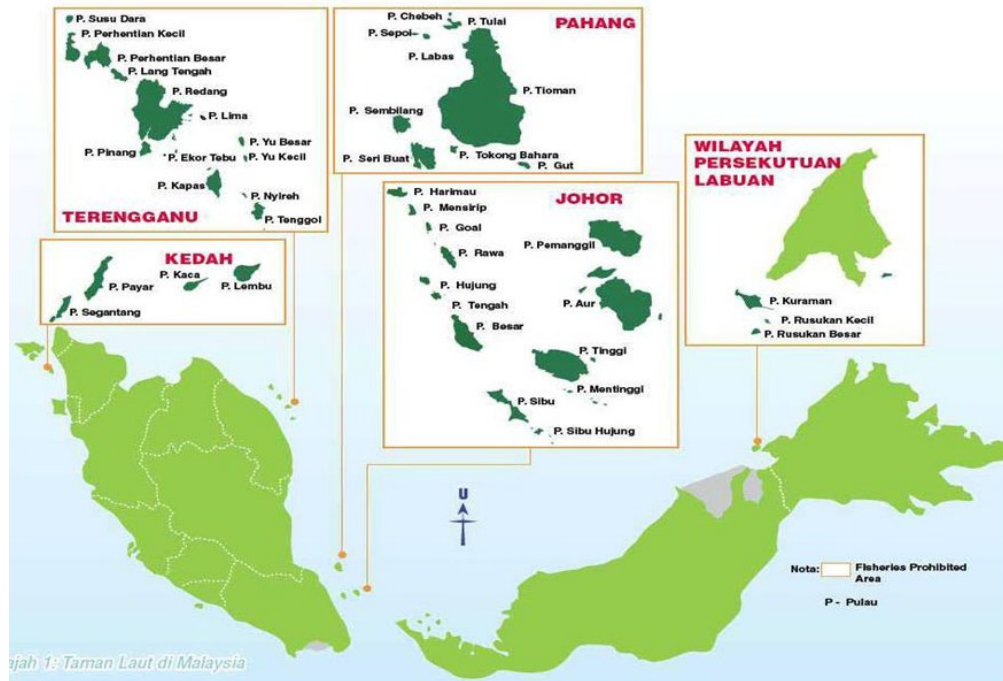 P. Susu Dara
P. Perhentian Kecil
P. Perhentian Besar
P. Lang Tengah
P. Redang
P. Lima
P. Pinang
P. Ekor Tebu
P. Yu Besar
P. Yu Kecil
P. Kapas
P. Nyireh
P. Tenggol
TERENGGANU
P. Chebeh
P. Tulai
PAHANG
P. Sepoi
P. Labas
P. Tioman
P. Sembilang
P. Seri Buat
P. Tokong Bahara
P. Gut
KEDAH
P. Kaca
P. Lembu
P. Payar
P. Segantang
P. Harimau
JOHOR
P. Mensirip
P. Goal
P. Rawa
P. Pemanggil
P. Hujung
P. Tengah
P. Aur
P. Besar
P. Tinggi
P. Mentinggi
P. Sibu
P. Sibu Hujung
WILAYAH
PERSEKUTUAN
LABUAN
P. Kuraman
P. Rusukan Kecil
P. Rusukan Besar
U
Nota: Fisheries Prohibited
Area
P - Pulau
ajah 1: Taman Laut di Malaysia